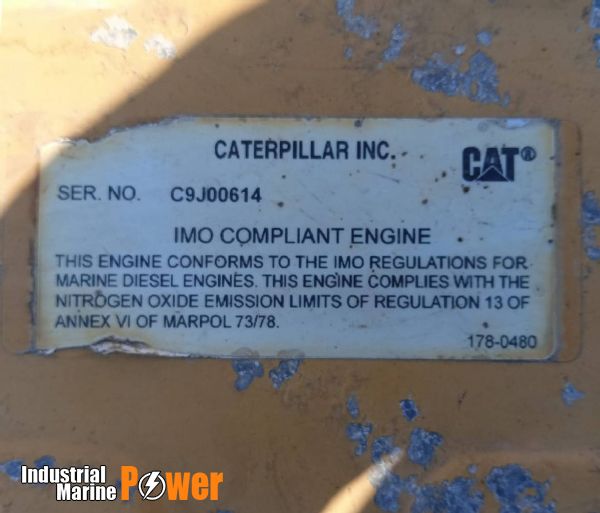 CATERPILLAR INC.
CAT®
SER. NO. C9J00614
IMO COMPLIANT ENGINE
THIS ENGINE CONFORMS TO THE IMO REGULATIONS FOR
MARINE DIESEL ENGINES. THIS ENGINE COMPLIES WITH THE
NITROGEN OXIDE EMISSION LIMITS OF REGULATION 13 OF
ANNEX VI OF MARPOL 73/78.
178-0480
Industrial
Marine Power